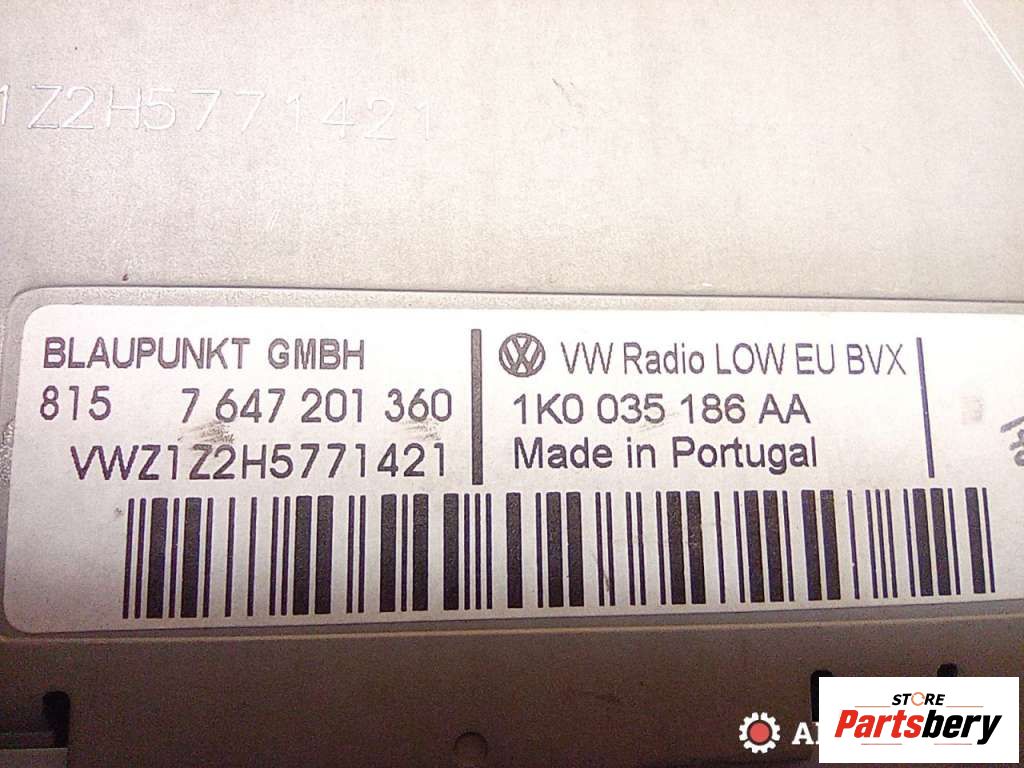 1Z2H5771421
BLAUPUNKT GMBH
815 7 647 201 360
VWZ1Z2H5771421
VW Radio LOW EU BVX
1K0 035 186 AA
Made in Portugal
STORE
Partsbery